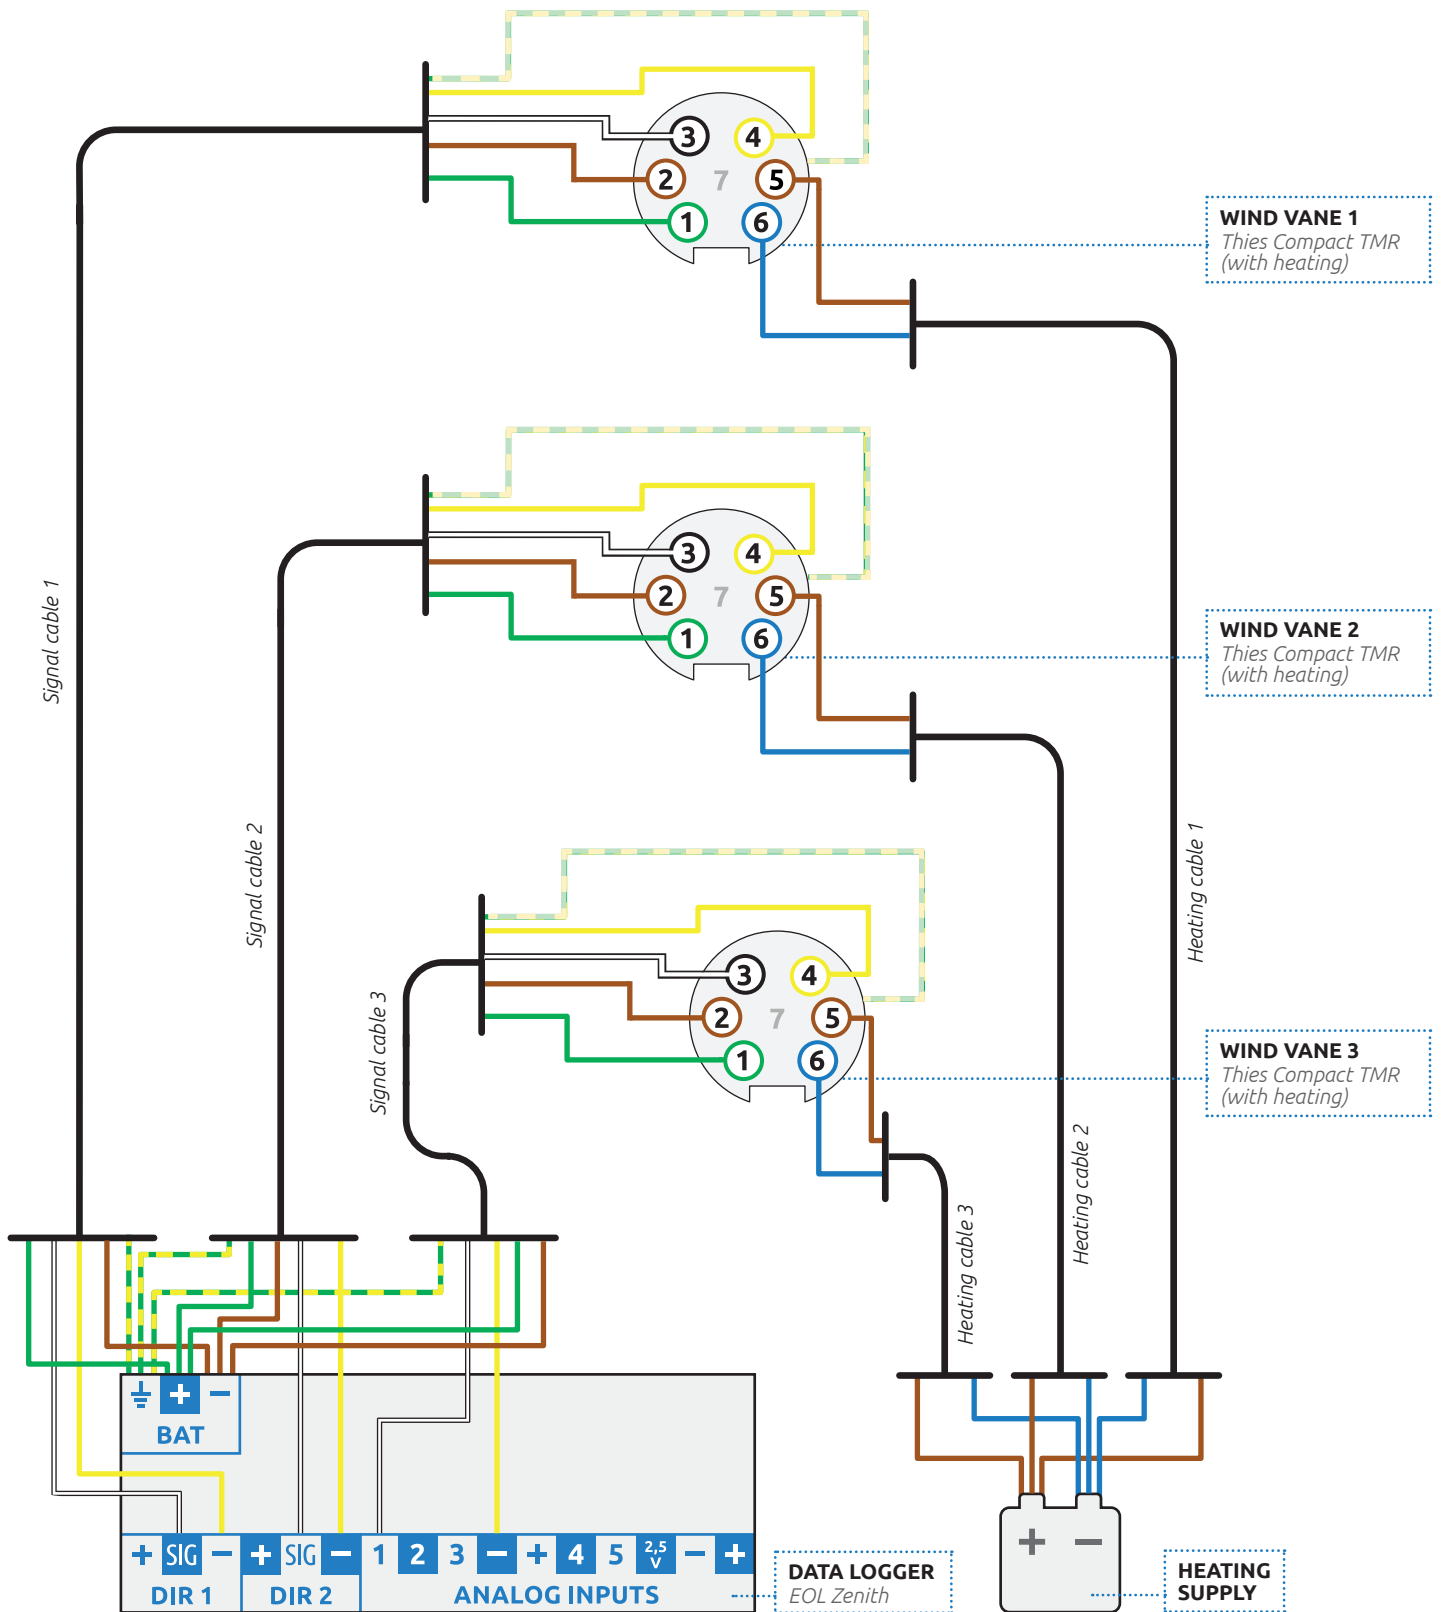 3
4
2
7
5
1
6
WIND VANE 1
Thies Compact TMR
(with heating)
3
4
2
7
5
1
6
WIND VANE 2
Thies Compact TMR
(with heating)
Signal cable 1
Signal cable 2
Signal cable 3
Heating cable 1
3
4
2
7
5
1
6
WIND VANE 3
Thies Compact TMR
(with heating)
Heating cable 2
Heating cable 3
+ −
BAT
+ SIG − + SIG − 1 2 3 − + 4 5 2,5 V − +
DIR 1 DIR 2 ANALOG INPUTS
DATA LOGGER
EOL Zenith
+ −
HEATING
SUPPLY